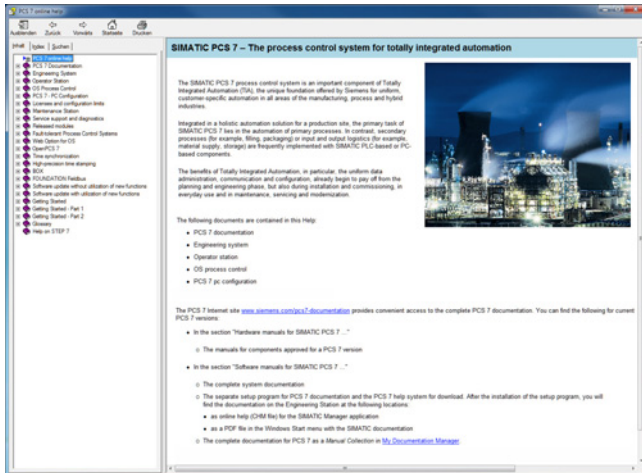 PCS 7 online help
Ausblenden Zurück Vorwärts Startseite Drucken
Inhalt Index Suchen
PCS 7 online help
PCS 7 Documentation
Engineering System
Operator Station
OS Process Control
PCS 7 - PC Configuration
Licenses and configuration limits
Maintenance Station
Service support and diagnostics
Released modules
Fault-tolerant Process Control Systems
Web Option for OS
OpenPCS 7
Time synchronization
High-precision time stamping
BOX
FOUNDATION Fieldbus
Software update without utilization of new functions
Software update with utilization of new functions
Getting Started
Getting Started - Part 1
Getting Started - Part 2
Glossary
Help on STEP 7
SIMATIC PCS 7 – The process control system for totally integrated automation
The SIMATIC PCS 7 process control system is an important component of Totally
Integrated Automation (TIA), the unique foundation offered by Siemens for uniform,
customer-specific automation in all areas of the manufacturing, process and hybrid
industries.
Integrated in a holistic automation solution for a production site, the primary task of
SIMATIC PCS 7 lies in the automation of primary processes. In contrast, secondary
processes (for example, filling, packaging) or input and output logistics (for example,
material supply, storage) are frequently implemented with SIMATIC PLC-based or PC-
based components.
The benefits of Totally Integrated Automation, in particular, the uniform data
administration, communication and configuration, already begin to pay off from the
planning and engineering phase, but also during installation and commissioning, in
everyday use and in maintenance, servicing and modernization.
The following documents are contained in this Help:
• PCS 7 documentation
• Engineering system
• Operator station
• OS process control
• PCS 7 pc configuration
The PCS 7 Internet site www.siemens.com/pcs7-documentation provides convenient access to the complete PCS 7 documentation. You can find the following for current
PCS 7 versions:
• In the section "Hardware manuals for SIMATIC PCS 7 ..."
o The manuals for components approved for a PCS 7 version
• In the section "Software manuals for SIMATIC PCS 7 ..."
o The complete system documentation
o The separate setup program for PCS 7 documentation and the PCS 7 help system for download. After the installation of the setup program, you will
find the documentation on the Engineering Station at the following locations:
• as online help (CHM file) for the SIMATIC Manager application
• as a PDF file in the Windows Start menu with the SIMATIC documentation
o The complete documentation for PCS 7 as a Manual Collection in My Documentation Manager.